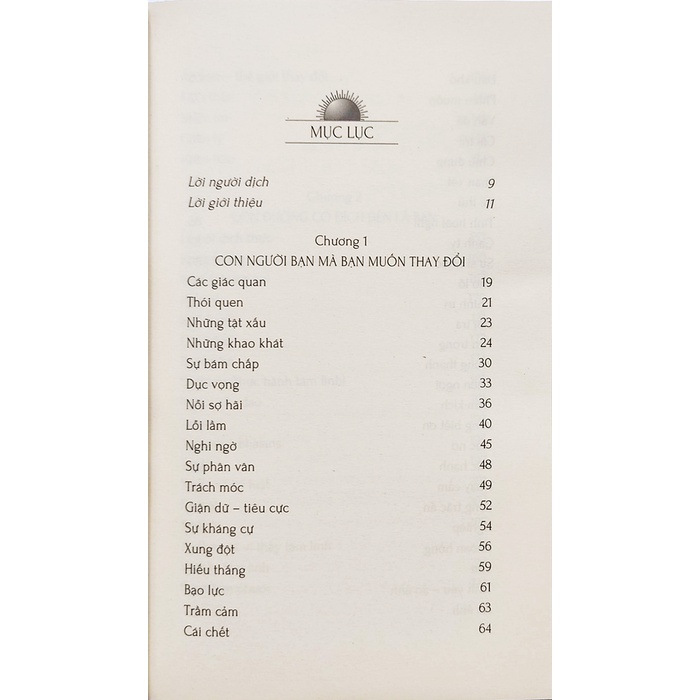 MỤC LỤC
Lời người dịch 9
Lời giới thiệu 11
Chương 1
CON NGƯỜI BẠN MÀ BẠN MUỐN THAY ĐỔI
Các giác quan 19
Thói quen 21
Những tật xấu 23
Những khao khát 24
Sự bám chấp 30
Dục vọng 33
Nỗi sợ hãi 36
Lỗi lầm 40
Nghi ngờ 45
Sự phân vân 48
Trách móc 49
Giận dữ – tiêu cực 52
Sự kháng cự 54
Xung đột 56
Hiếu thắng 59
Bạo lực 61
Trầm cảm 63
Cái chết 64